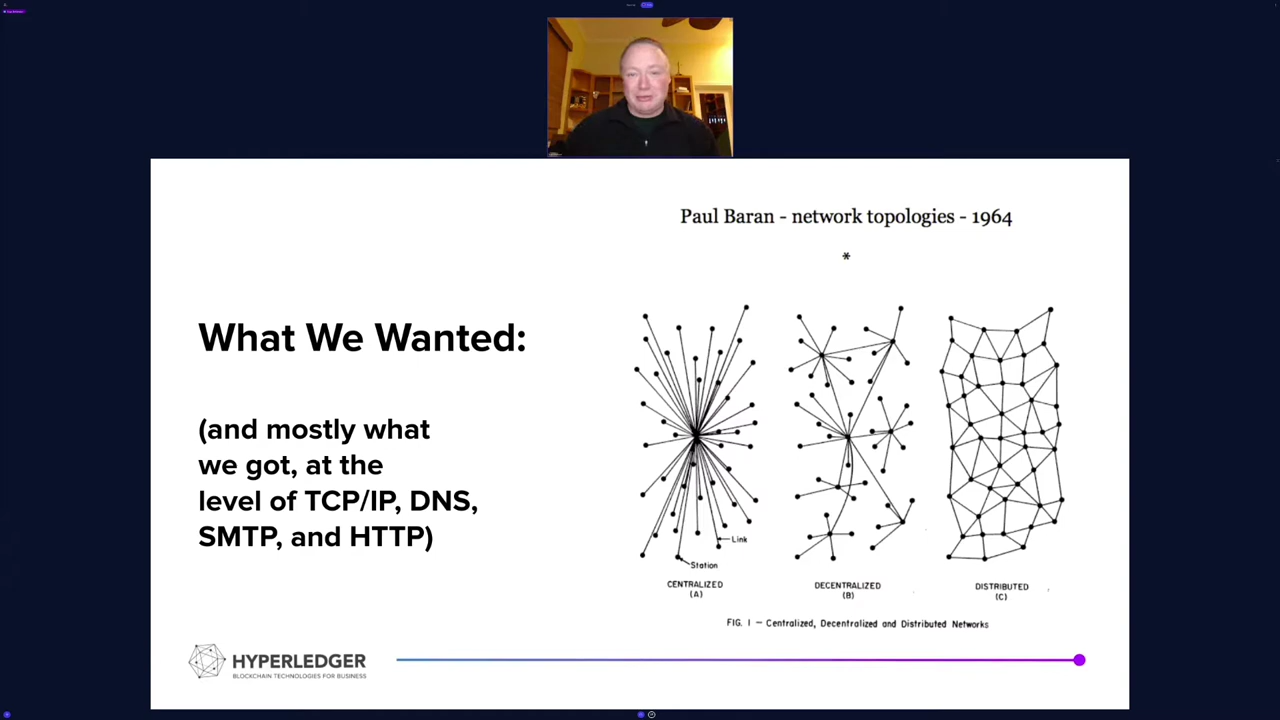 Paul Baran - network topologies - 1964
*
What We Wanted:
(and mostly what
we got, at the
level of TCP/IP, DNS,
SMTP, and HTTP)
Link
Station
CENTRALIZED
(A)
DECENTRALIZED
(B)
DISTRIBUTED
(C)
FIG. I — Centralized, Decentralized and Distributed Networks
HYPERLEDGER
BLOCKCHAIN TECHNOLOGIES FOR BUSINESS